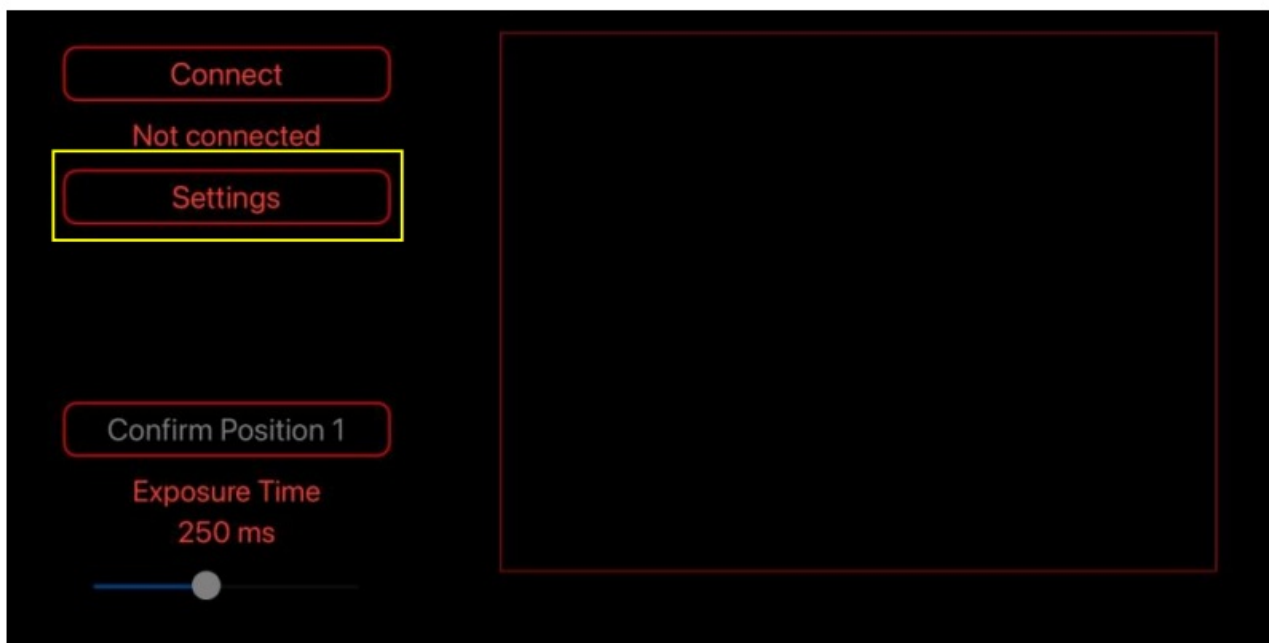 Connect
Not connected
Settings
Confirm Position 1
Exposure Time
250 ms